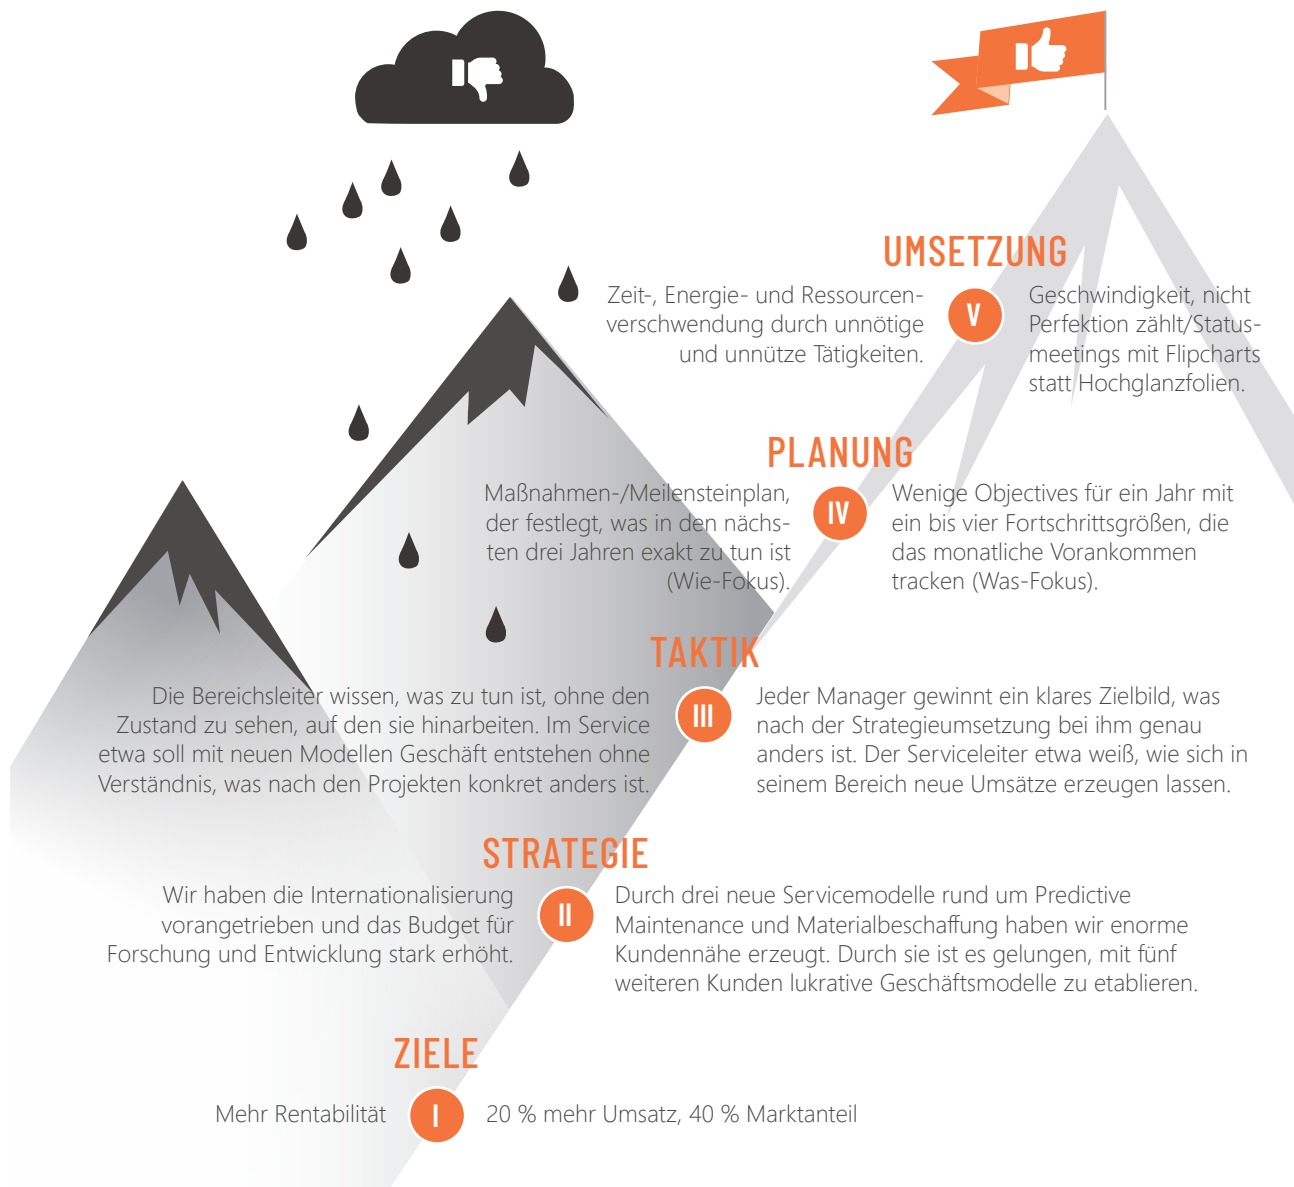 UMSETZUNG
Zeit-, Energie- und Ressourcen-
verschwendung durch unnötige
und unnütze Tätigkeiten.
V
Geschwindigkeit, nicht
Perfektion zählt/Status-
meetings mit Flipcharts
statt Hochglanzfolien.
PLANUNG
Maßnahmen-/Meilensteinplan,
der festlegt, was in den nächs-
ten drei Jahren exakt zu tun ist
(Wie-Fokus).
IV
Wenige Objectives für ein Jahr mit
ein bis vier Fortschrittsgrößen, die
das monatliche Vorankommen
tracken (Was-Fokus).
TAKTIK
Die Bereichsleiter wissen, was zu tun ist, ohne den
Zustand zu sehen, auf den sie hinarbeiten. Im Service
etwa soll mit neuen Modellen Geschäft entstehen ohne
Verständnis, was nach den Projekten konkret anders ist.
III
Jeder Manager gewinnt ein klares Zielbild, was
nach der Strategieumsetzung bei ihm genau
anders ist. Der Serviceleiter etwa weiß, wie sich in
seinem Bereich neue Umsätze erzeugen lassen.
STRATEGIE
Wir haben die Internationalisierung
vorangetrieben und das Budget für
Forschung und Entwicklung stark erhöht.
II
Durch drei neue Servicemodelle rund um Predictive
Maintenance und Materialbeschaffung haben wir enorme
Kundennähe erzeugt. Durch sie ist es gelungen, mit fünf
weiteren Kunden lukrative Geschäftsmodelle zu etablieren.
ZIELE
Mehr Rentabilität
I
20 % mehr Umsatz, 40 % Marktanteil